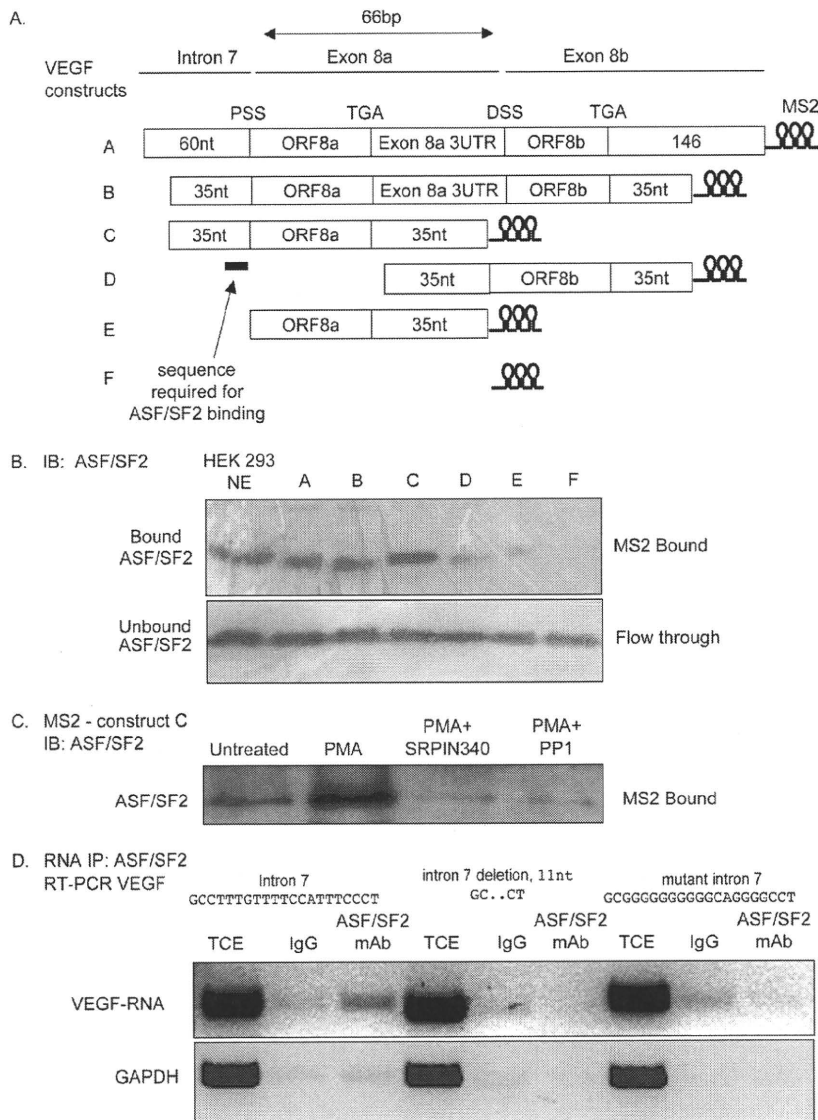 A.
66bp
VEGF
constructs
Intron 7 Exon 8a Exon 8b
PSS TGA DSS TGA MS2
A 60nt ORF8a Exon 8a 3UTR ORF8b 146
B 35nt ORF8a Exon 8a 3UTR ORF8b 35nt
C 35nt ORF8a 35nt
D 35nt ORF8b 35nt
E ORF8a 35nt
F
sequence
required for
ASF/SF2 binding
B. IB: ASF/SF2 HEK 293
NE A B C D E F
Bound
ASF/SF2
MS2 Bound
Unbound
ASF/SF2
Flow through
C. MS2 - construct C
IB: ASF/SF2
Untreated PMA PMA+
SRPIN340 PMA+
PP1
ASF/SF2 MS2 Bound
D. RNA IP: ASF/SF2
RT-PCR VEGF
Intron 7
GCCTTTGTTTTCCATTTCCCT
intron 7 deletion, 11nt
GC..CT
mutant intron 7
GCGGGGGGGGGGCAGGGGCCT
TCE IgG ASF/SF2
mAb TCE IgG ASF/SF2
mAb TCE IgG ASF/SF2
mAb
VEGF-RNA
GAPDH